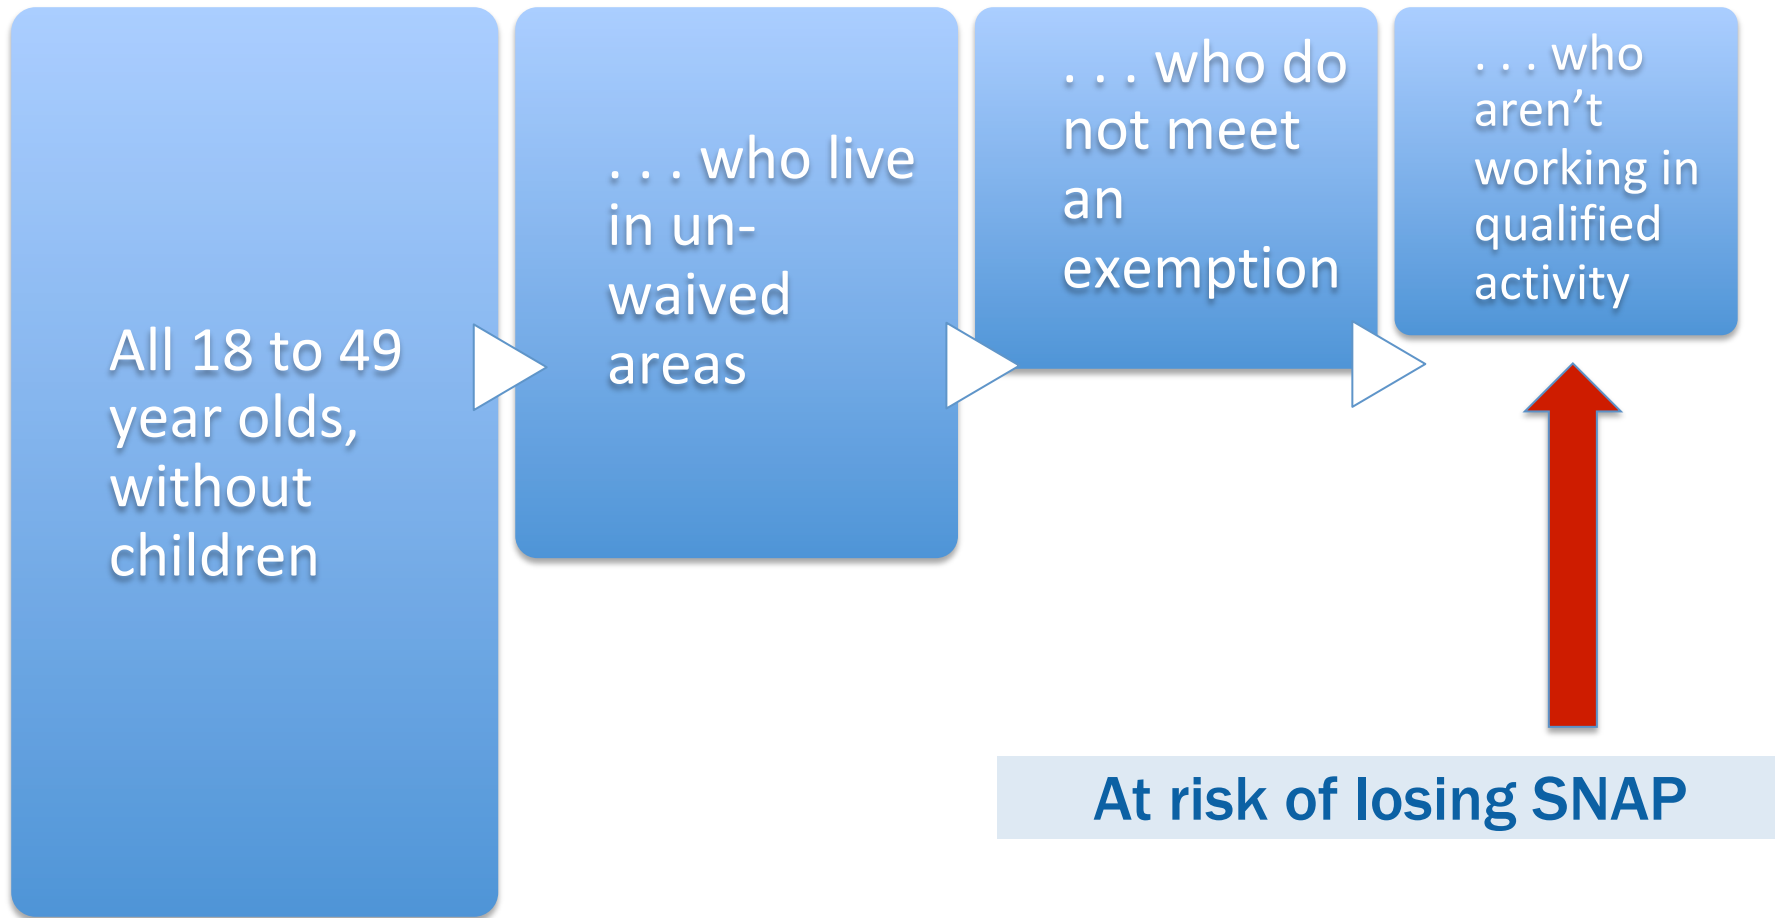 All 18 to 49
year olds,
without
children
. . . who live
in un-
waived
areas
. . . who do
not meet
an
exemption
. . . who
aren’t
working in
qualified
activity
At risk of losing SNAP